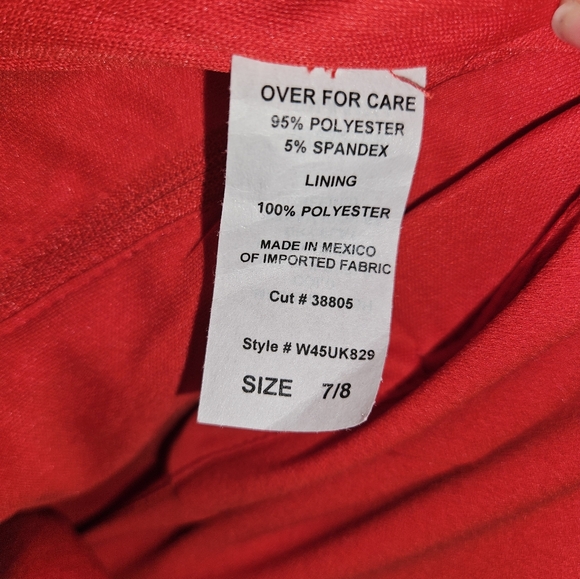 OVER FOR CARE
95% POLYESTER
5% SPANDEX
LINING
100% POLYESTER
MADE IN MEXICO
OF IMPORTED FABRIC
Cut # 38805
Style # W45UK829
SIZE 7/8